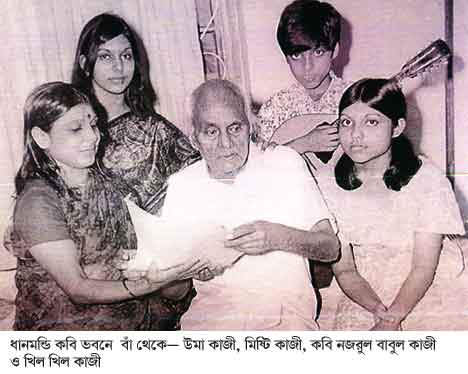 ধানমন্ডি কবি ভবনে বাঁ থেকে— উমা কাজী, মিষ্টি কাজী, কবি নজরুল বাবুল কাজী
ও খিল খিল কাজী